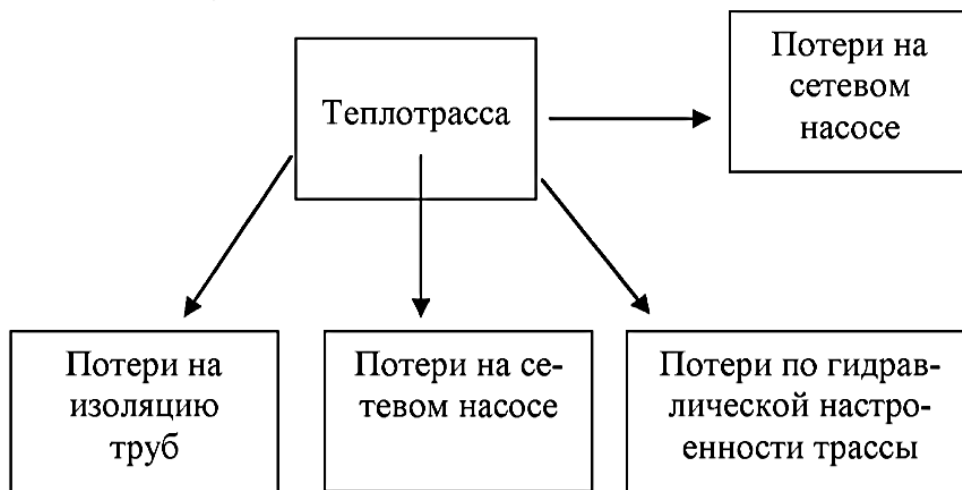 Потери на
сетевом
насосе
Теплотрасса
Потери на
изоляцию
труб
Потери на се-
тевом насосе
Потери по гидрав-
лической настро-
енности трассы